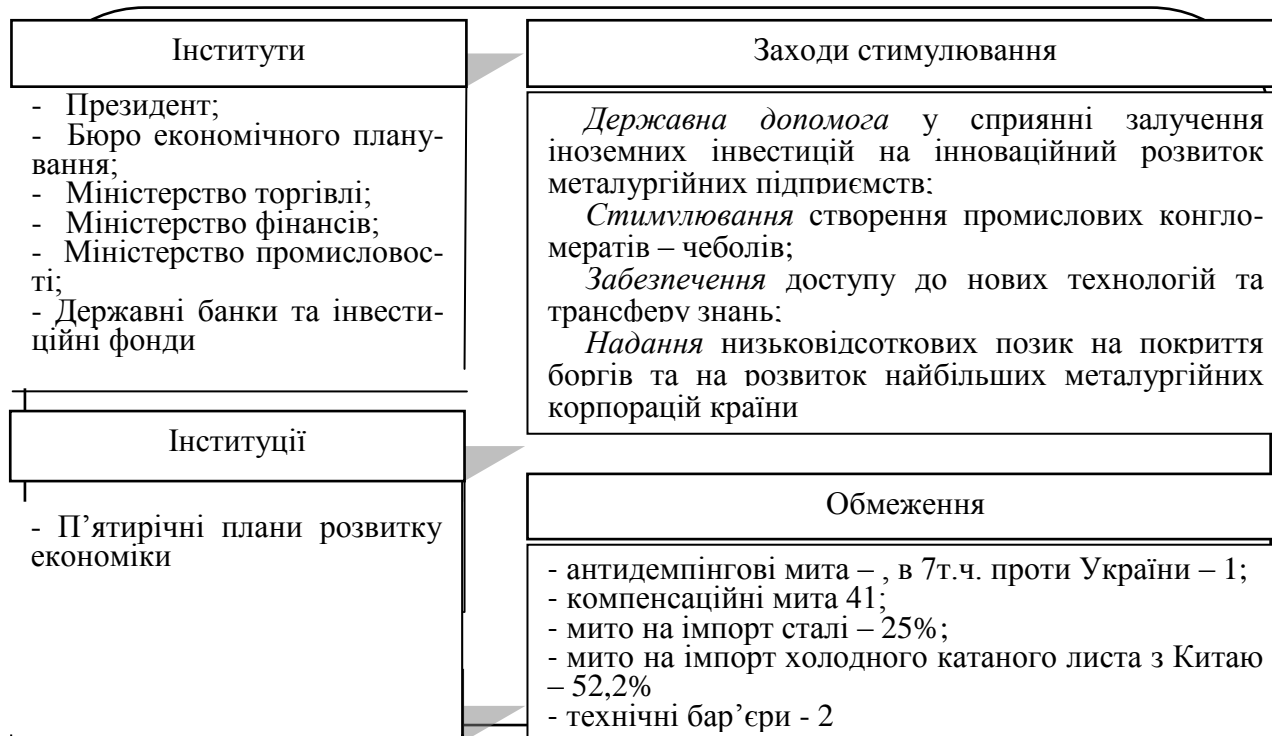 Інститути
- Президент;
- Бюро економічного плану-
вання;
- Міністерство торгівлі;
- Міністерство фінансів;
- Міністерство промисловос-
ті;
- Державні банки та інвести-
ційні фонди
Інституції
- П’ятирічні плани розвитку
економіки
Заходи стимулювання
Державна допомога у сприянні залучення
іноземних інвестицій на інноваційний розвиток
металургійних підприємств;
Стимулювання створення промислових конгло-
мератів – чеболів;
Забезпечення доступу до нових технологій та
трансферу знань;
Надання низьковідсоткових позик на покриття
боргів та на розвиток найбільших металургійних
корпорацій країни
Обмеження
- антидемпінгові мита – , в 7т.ч. проти України – 1;
- компенсаційні мита 41;
- мито на імпорт сталі – 25%;
- мито на імпорт холодного катаного листа з Китаю
– 52,2%
- технічні бар’єри - 2